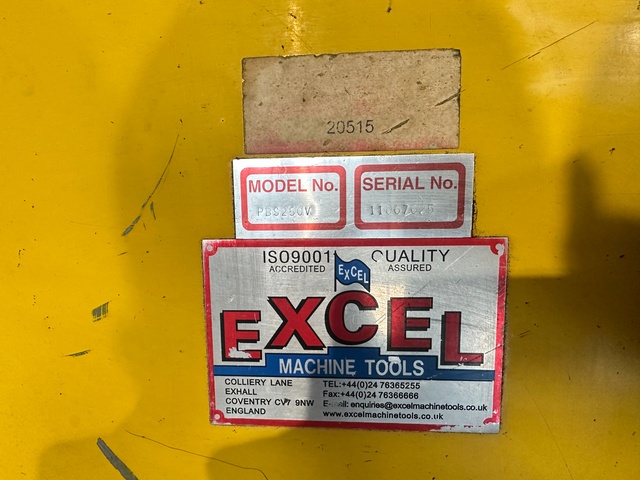 20515
MODEL No. SERIAL No.
ISO9001 QUALITY
ACCREDITED ASSURED
EXCEL
EXCEL
MACHINE TOOLS
COLLIERY LANE
EXHALL
COVENTRY CV7 9NW
ENGLAND
TEL:+44(0)24 76365255
Fax:+44(0)24 76366666
E-mail: enquiries@excelmachinetools.co.uk
www.excelmachinetools.co.uk